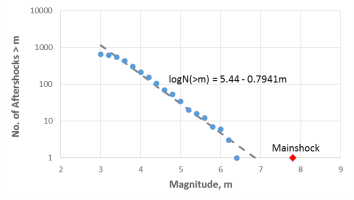 No. of Aftershocks > m
10000
1000
100
10
1
logN(>m) = 5.44 - 0.7941m
Mainshock
2 3 4 5 6 7 8 9
Magnitude, m